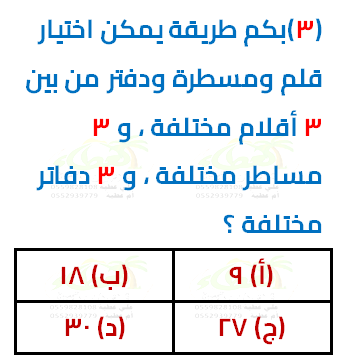 (٣)بكم طريقة يمكن اختيار
قلم ومسطرة ودفتر من بين
٣ أقلام مختلفة ، و ٣
مساطر مختلفة ، و ٣ دفاتر
مختلفة ؟
(أ) ٩
(ب) ١٨
(ج) ٢٧
(د) ٣٠